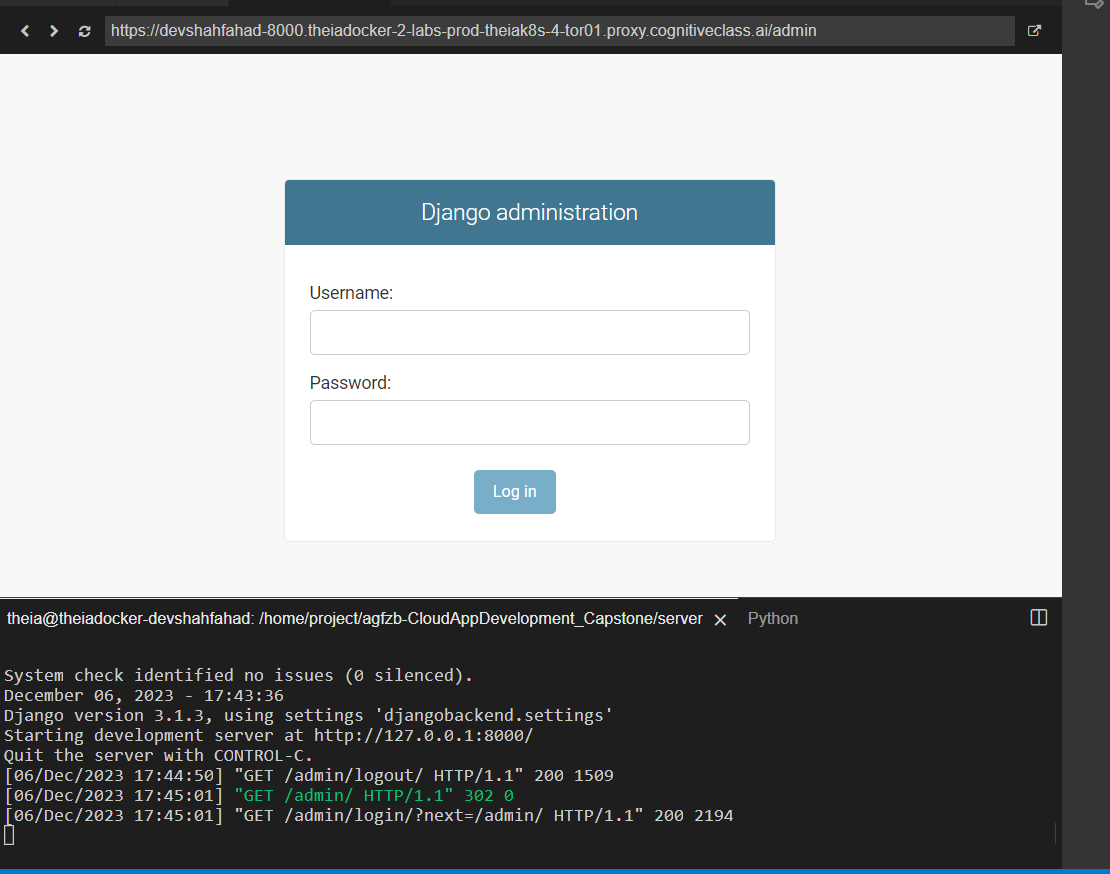 https://devshahfahad-8000.theiadocker-2-labs-prod-theiak8s-4-tor01.proxy.cognitiveclass.ai/admin
Django administration
Username:
Password:
Log in
theia@theiadocker-devshahfahad: /home/project/agfzb-CloudAppDevelopment_Capstone/server × Python
System check identified no issues (0 silenced).
December 06, 2023 - 17:43:36
Django version 3.1.3, using settings 'djangobackend.settings'
Starting development server at http://127.0.0.1:8000/
Quit the server with CONTROL-C.
[06/Dec/2023 17:44:50] "GET /admin/logout/ HTTP/1.1" 200 1509
[06/Dec/2023 17:45:01] "GET /admin/ HTTP/1.1" 302 0
[06/Dec/2023 17:45:01] "GET /admin/login/?next=/admin/ HTTP/1.1" 200 2194